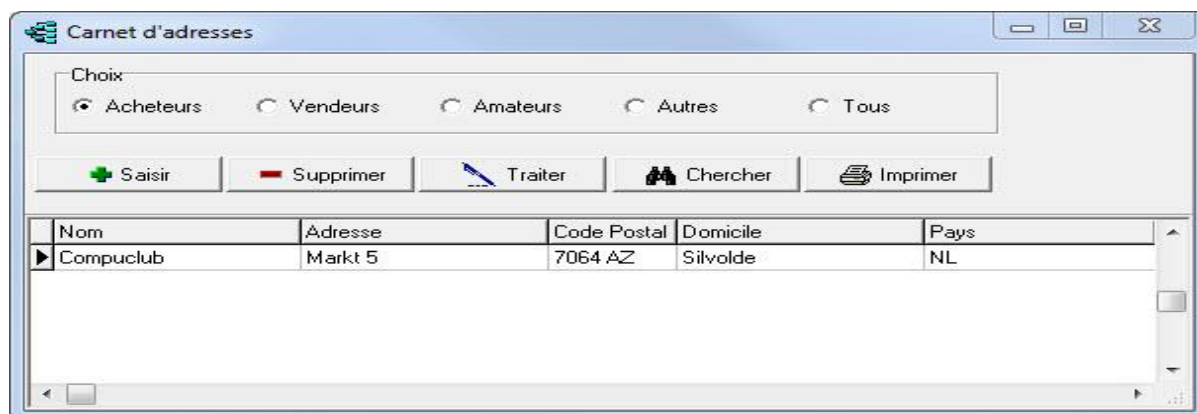 Carnet d'adresses
Choix
Acheteurs Vendeurs Amateurs Autres Tous
Saisir Supprimer Traiter Chercher Imprimer
Nom Adresse Code Postal Domicile Pays
Compuclub Markt 5 7064 AZ Silvolde NL